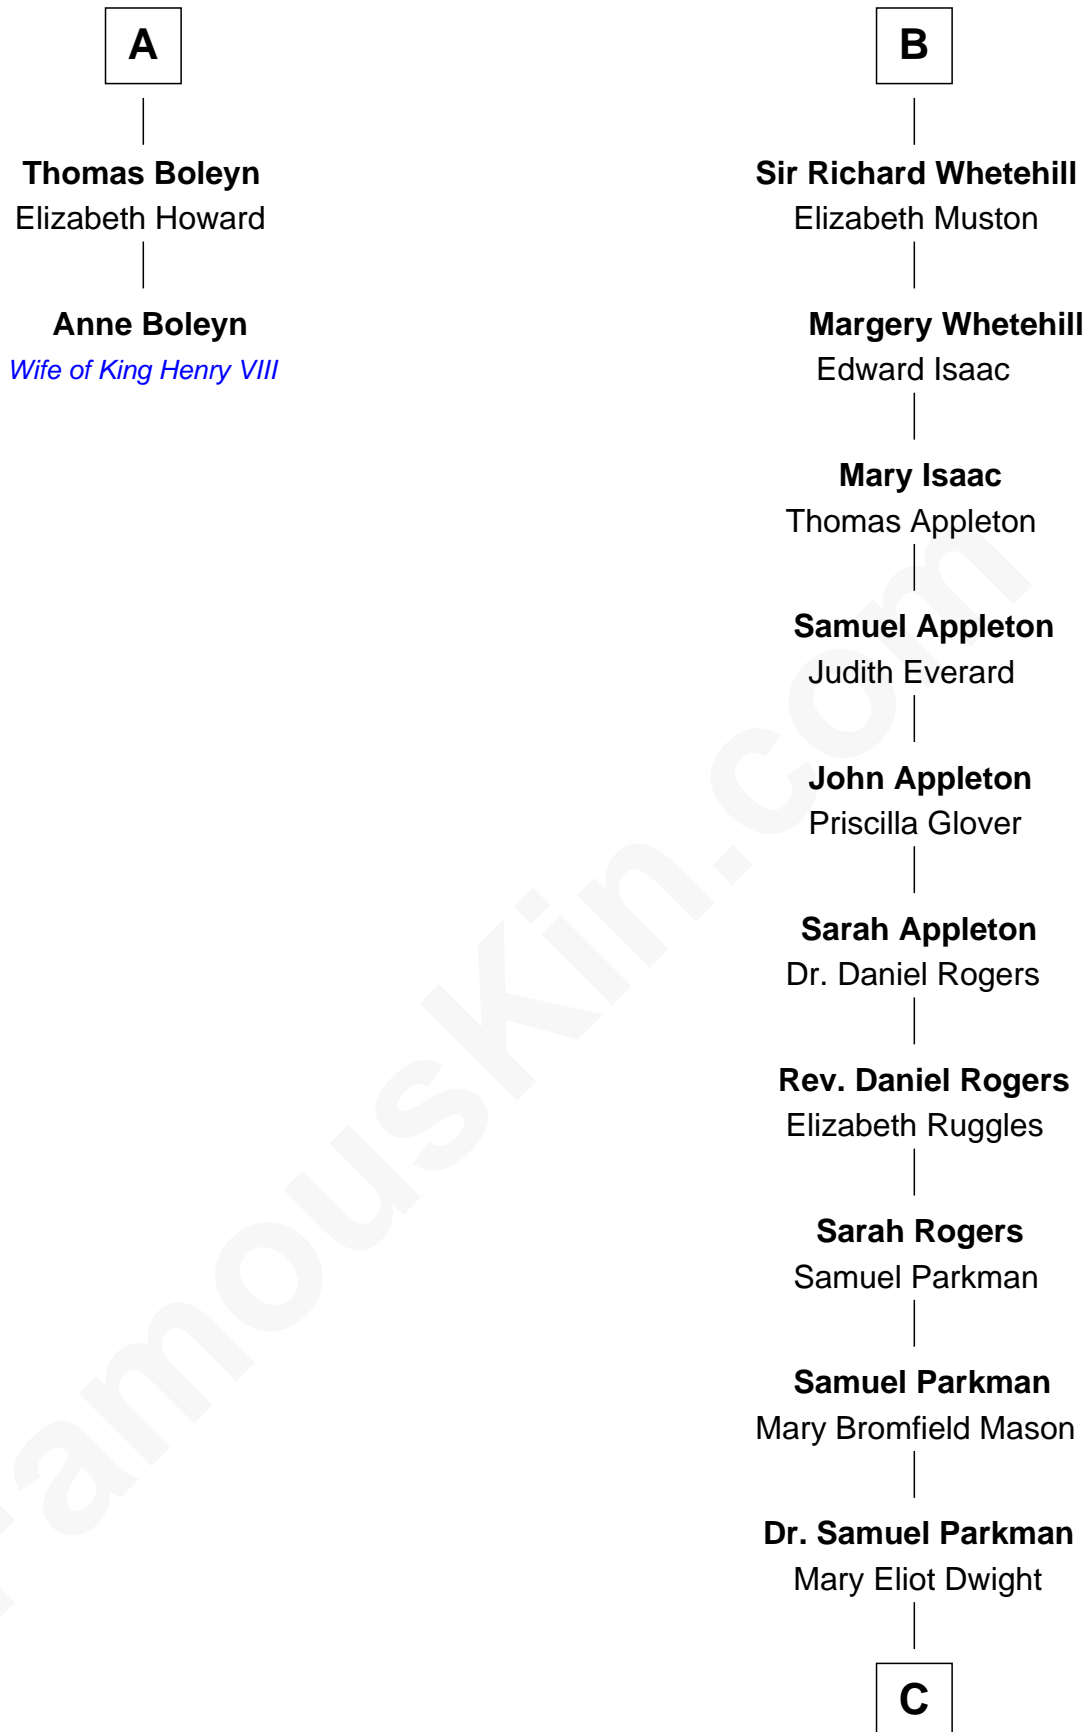 A
Thomas Boleyn
Elizabeth Howard
Anne Boleyn
Wife of King Henry VIII
B
Sir Richard Whetehill
Elizabeth Muston
Margery Whetehill
Edward Isaac
Mary Isaac
Thomas Appleton
Samuel Appleton
Judith Everard
John Appleton
Priscilla Glover
Sarah Appleton
Dr. Daniel Rogers
Rev. Daniel Rogers
Elizabeth Ruggles
Sarah Rogers
Samuel Parkman
Samuel Parkman
Mary Bromfield Mason
Dr. Samuel Parkman
Mary Eliot Dwight
C
FamousKin.com